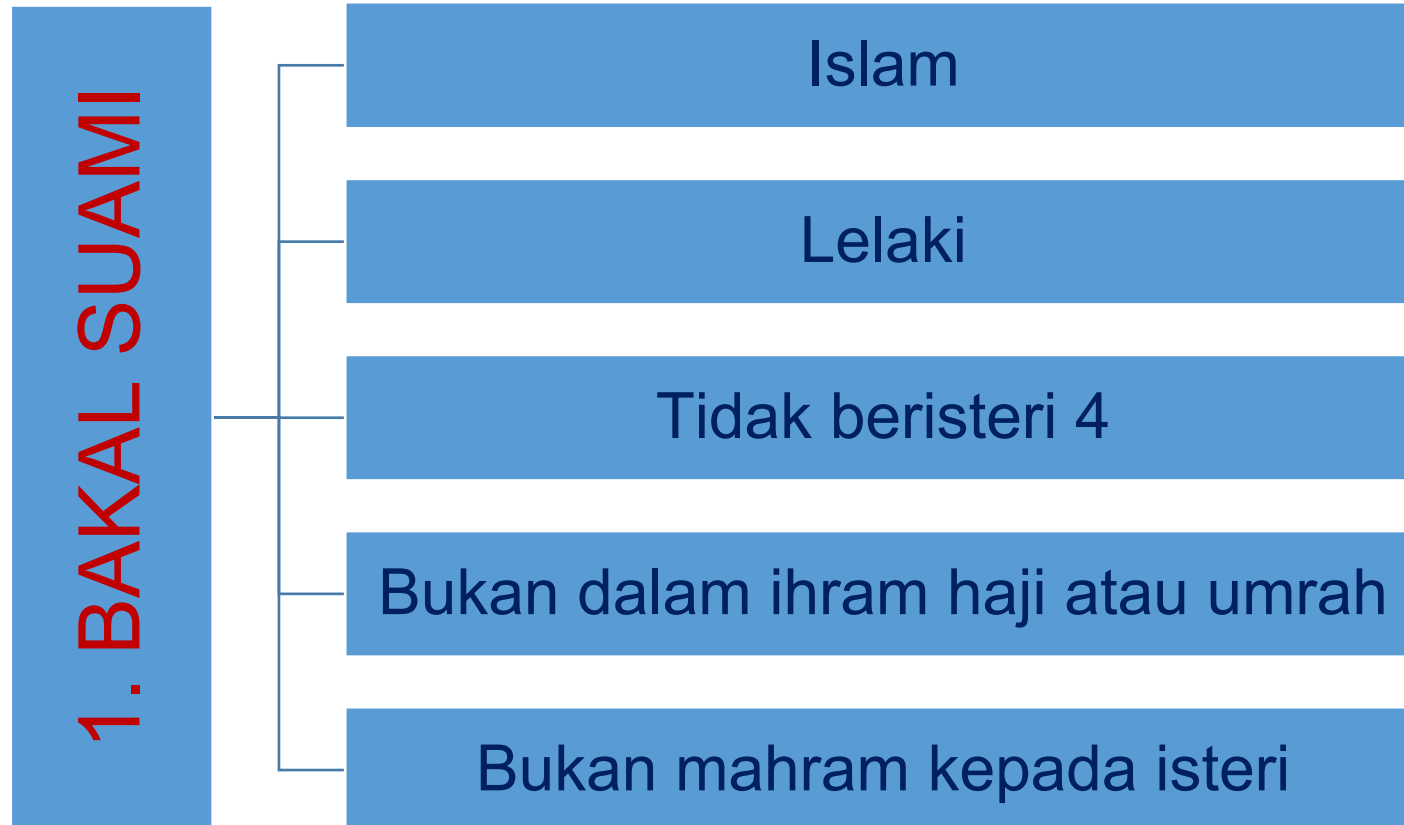 1. BAKAL SUAMI
Islam
Lelaki
Tidak beristeri 4
Bukan dalam ihram haji atau umrah
Bukan mahram kepada isteri